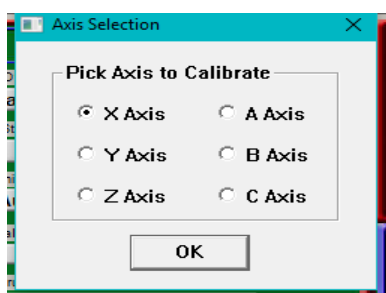 Axis Selection
Pick Axis to Calibrate
X Axis A Axis
Y Axis B Axis
Z Axis C Axis
OK